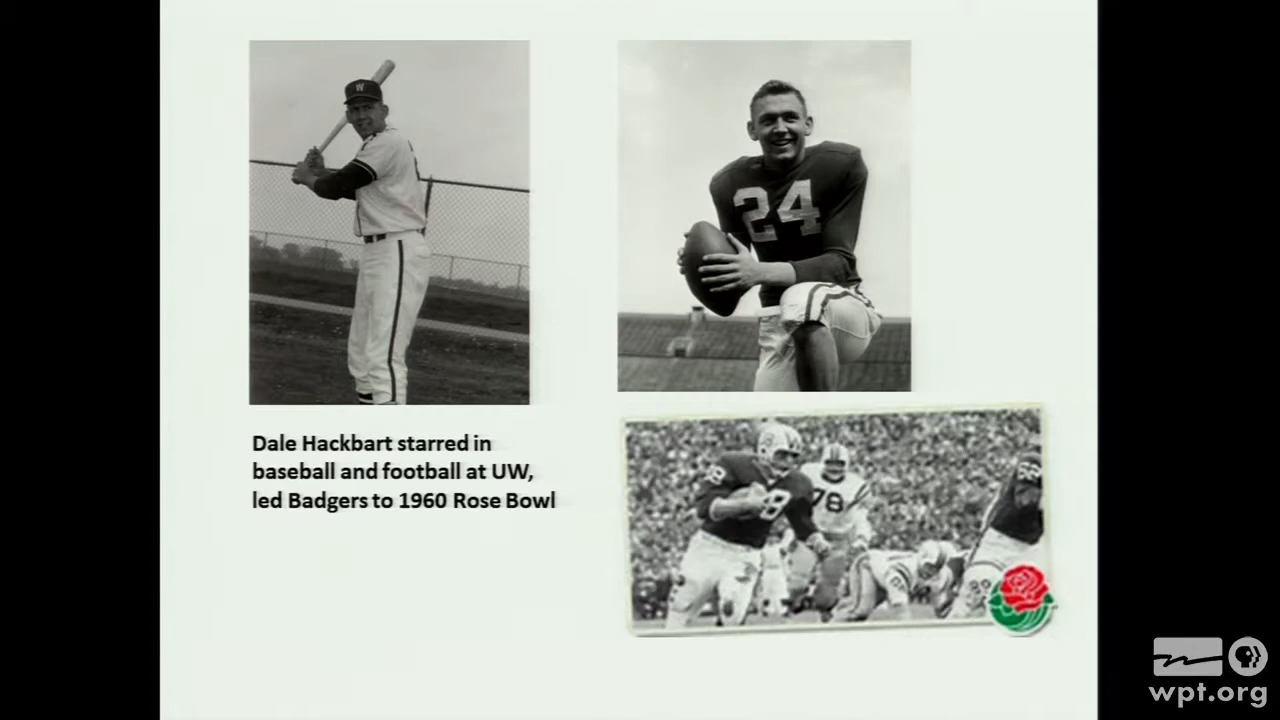 W
24
Dale Hackbart starred in
baseball and football at UW,
led Badgers to 1960 Rose Bowl
78
wpt.org